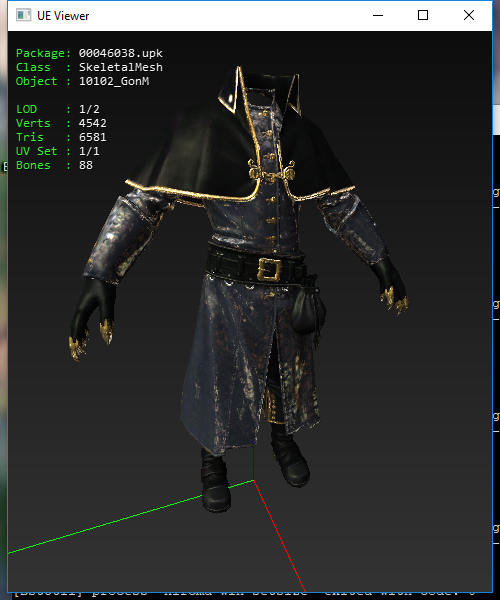 UE Viewer
Package: 00046038.upk
Class : SkeletalMesh
Object : 10102_GonM
LOD : 1/2
Verts : 4542
Tris : 6581
UV Set : 1/1
Bones : 88